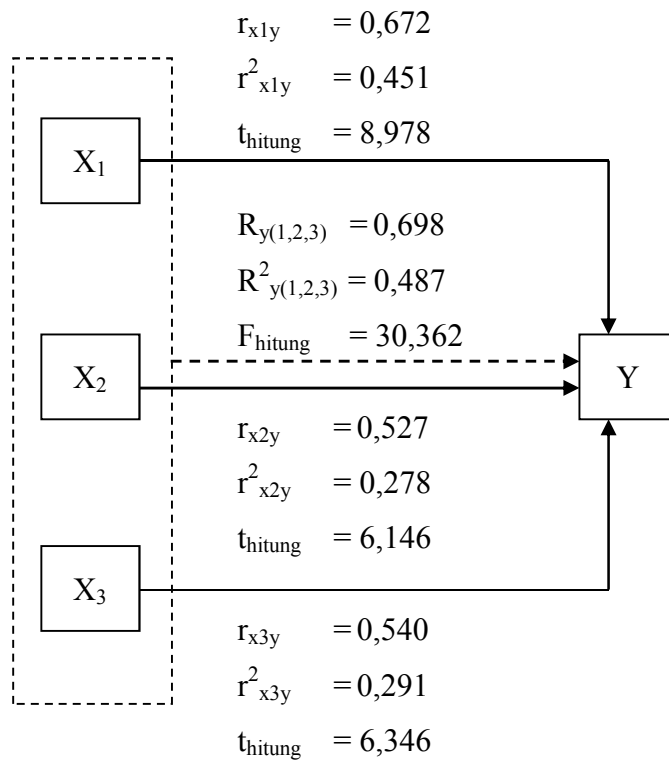 r_x1y = 0,672
r²_x1y = 0,451
t_hitung = 8,978
X₁
R_y(1,2,3) = 0,698
R²_y(1,2,3) = 0,487
F_hitung = 30,362
X₂
Y
r_x2y = 0,527
r²_x2y = 0,278
t_hitung = 6,146
X₃
r_x3y = 0,540
r²_x3y = 0,291
t_hitung = 6,346